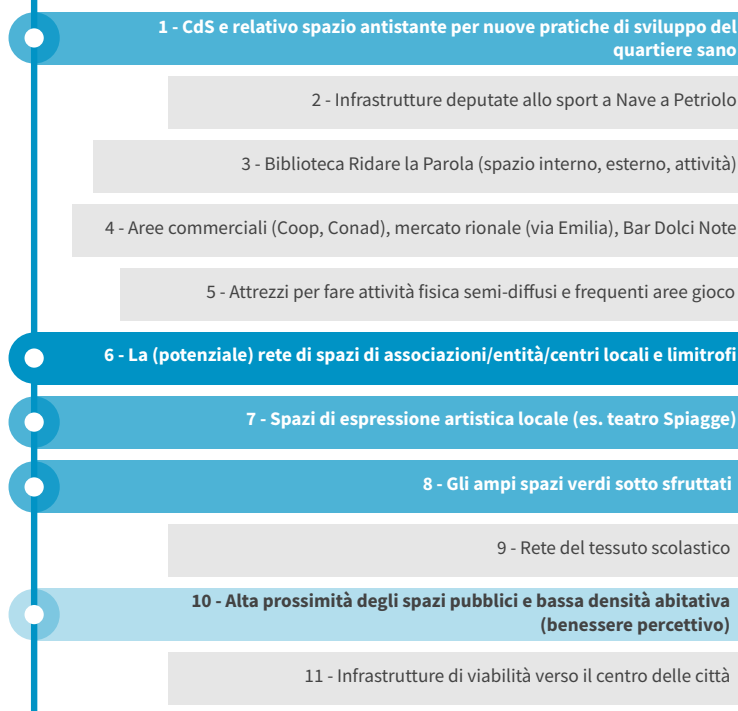 1 - CdS e relativo spazio antistante per nuove pratiche di sviluppo del
quartiere sano
2 - Infrastrutture deputate allo sport a Nave a Petriolo
3 - Biblioteca Ridare la Parola (spazio interno, esterno, attività)
4 - Aree commerciali (Coop, Conad), mercato rionale (via Emilia), Bar Dolci Note
5 - Attrezzi per fare attività fisica semi-diffusi e frequenti aree gioco
6 - La (potenziale) rete di spazi di associazioni/entità/centri locali e limitrofi
7 - Spazi di espressione artistica locale (es. teatro Spiagge)
8 - Gli ampi spazi verdi sotto sfruttati
9 - Rete del tessuto scolastico
10 - Alta prossimità degli spazi pubblici e bassa densità abitativa
(benessere percettivo)
11 - Infrastrutture di viabilità verso il centro delle città